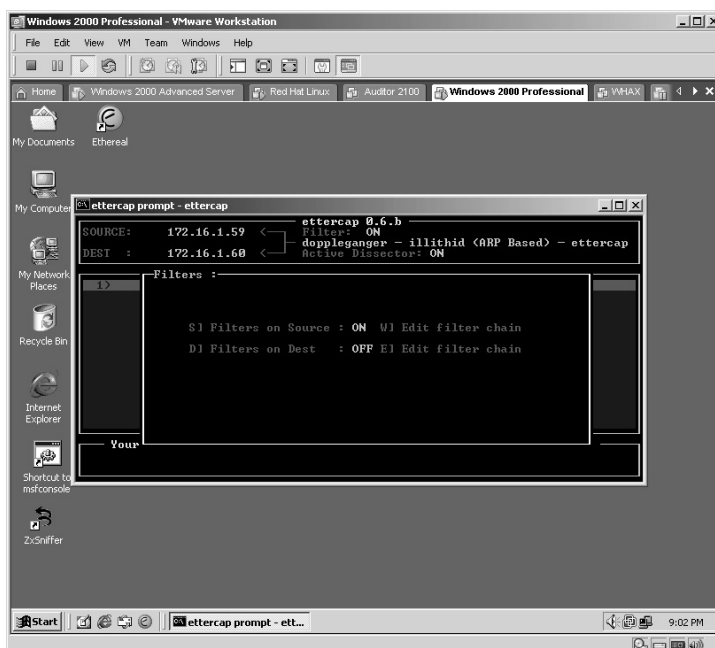 Windows 2000 Professional - VMware Workstation
File Edit View VM Team Windows Help
Home Windows 2000 Advanced Server Red Hat Linux Auditor 2100 Windows 2000 Professional WHAX
My Documents
Ethereal
My Computer
My Network Places
Recycle Bin
Internet Explorer
Shortcut to msfconsole
ZxSniffer
ettercap prompt - ettercap
ettercap 0.6.b
SOURCE: 172.16.1.59 Filter: ON
doppleganger - illithid (ARP Based) - ettercap
DEST : 172.16.1.60 Active Dissector: ON
Filters :
1)
S] Filters on Source : ON W] Edit filter chain
D] Filters on Dest : OFF E] Edit filter chain
Your
Start ettercap prompt - ett... 9:02 PM